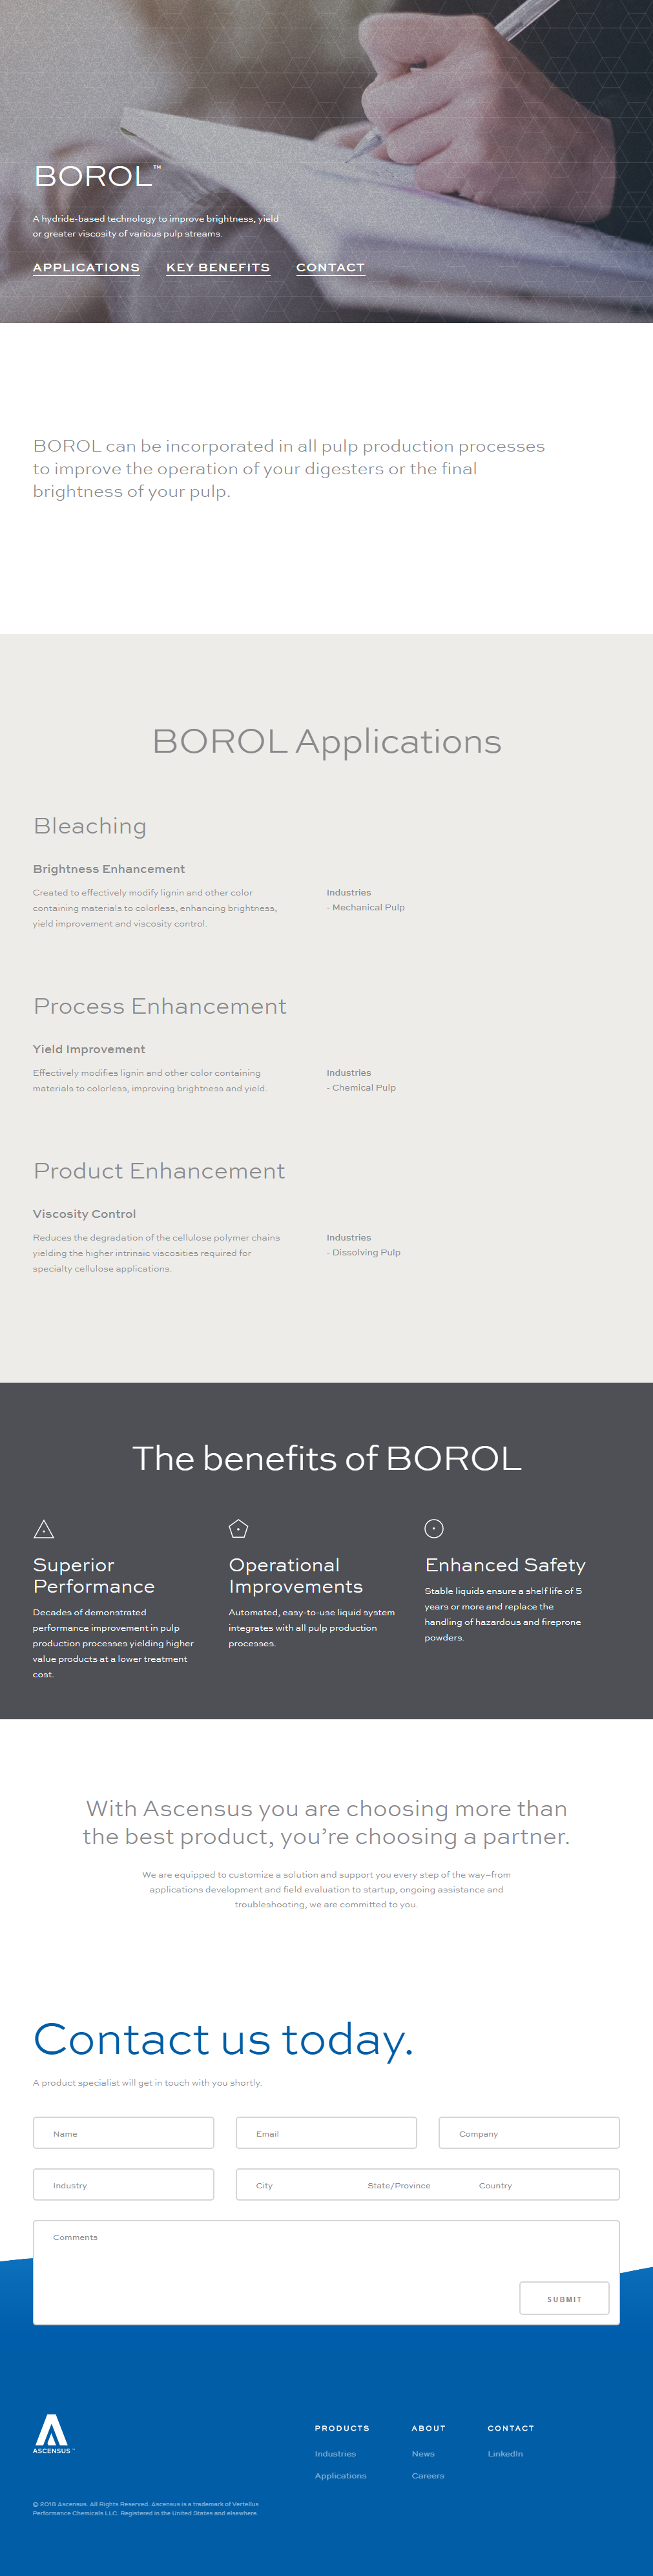 BOROL™
A hydride-based technology to improve brightness, yield
or greater viscosity of various pulp streams.
APPLICATIONS KEY BENEFITS CONTACT
BOROL can be incorporated in all pulp production processes
to improve the operation of your digesters or the final
brightness of your pulp.
BOROL Applications
Bleaching
Brightness Enhancement
Created to effectively modify lignin and other color
containing materials to colorless, enhancing brightness,
yield improvement and viscosity control.
Industries
- Mechanical Pulp
Process Enhancement
Yield Improvement
Effectively modifies lignin and other color containing
materials to colorless, improving brightness and yield.
Industries
- Chemical Pulp
Product Enhancement
Viscosity Control
Reduces the degradation of the cellulose polymer chains
yielding the higher intrinsic viscosities required for
specialty cellulose applications.
Industries
- Dissolving Pulp
The benefits of BOROL
Superior
Performance
Decades of demonstrated
performance improvement in pulp
production processes yielding higher
value products at a lower treatment
cost.
Operational
Improvements
Automated, easy-to-use liquid system
integrates with all pulp production
processes.
Enhanced Safety
Stable liquids ensure a shelf life of 5
years or more and replace the
handling of hazardous and fireprone
powders.
With Ascensus you are choosing more than
the best product, you’re choosing a partner.
We are equipped to customize a solution and support you every step of the way–from
applications development and field evaluation to startup, ongoing assistance and
troubleshooting, we are committed to you.
Contact us today.
A product specialist will get in touch with you shortly.
Name Email Company
Industry City State/Province Country
Comments
SUBMIT
ASCENSUS™
PRODUCTS
Industries
Applications
ABOUT
News
Careers
CONTACT
LinkedIn
© 2018 Ascensus. All Rights Reserved. Ascensus is a trademark of Vertellus
Performance Chemicals LLC. Registered in the United States and elsewhere.